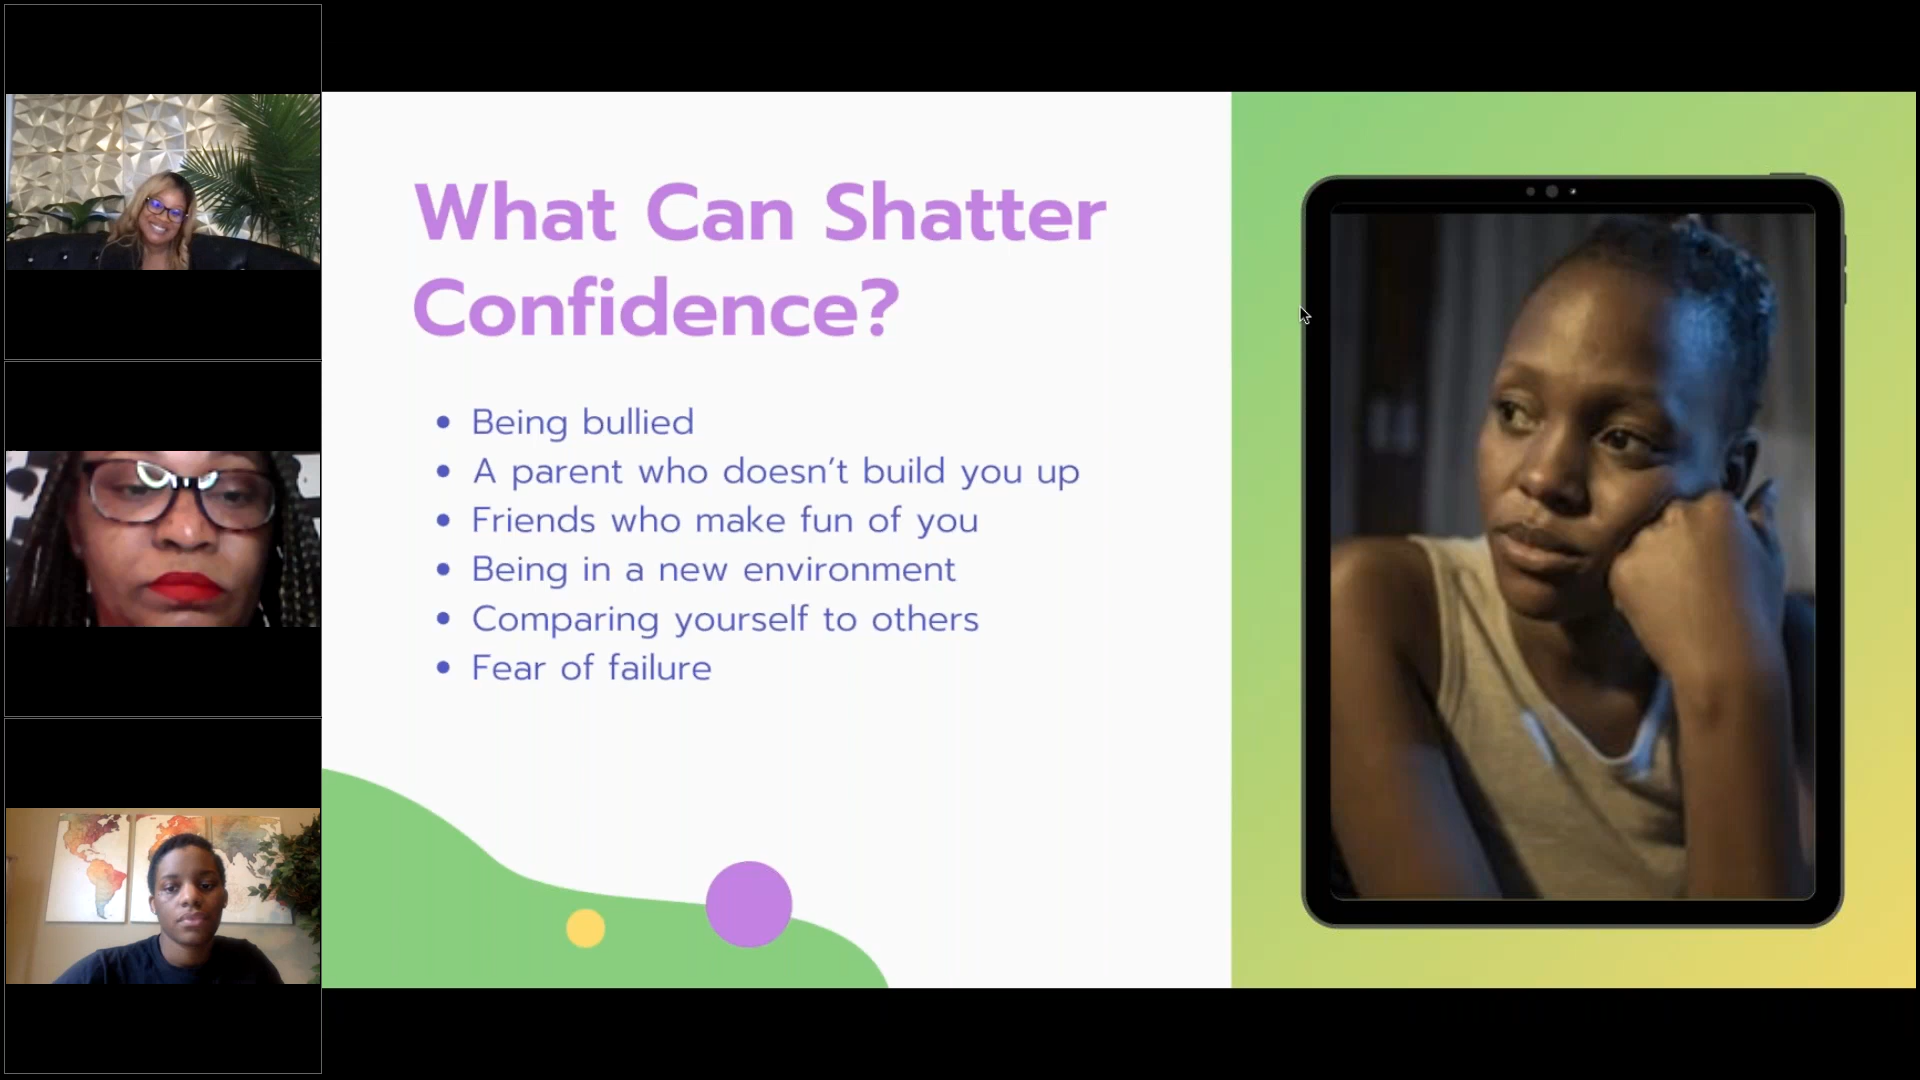 What Can Shatter
Confidence?
• Being bullied
• A parent who doesn’t build you up
• Friends who make fun of you
• Being in a new environment
• Comparing yourself to others
• Fear of failure